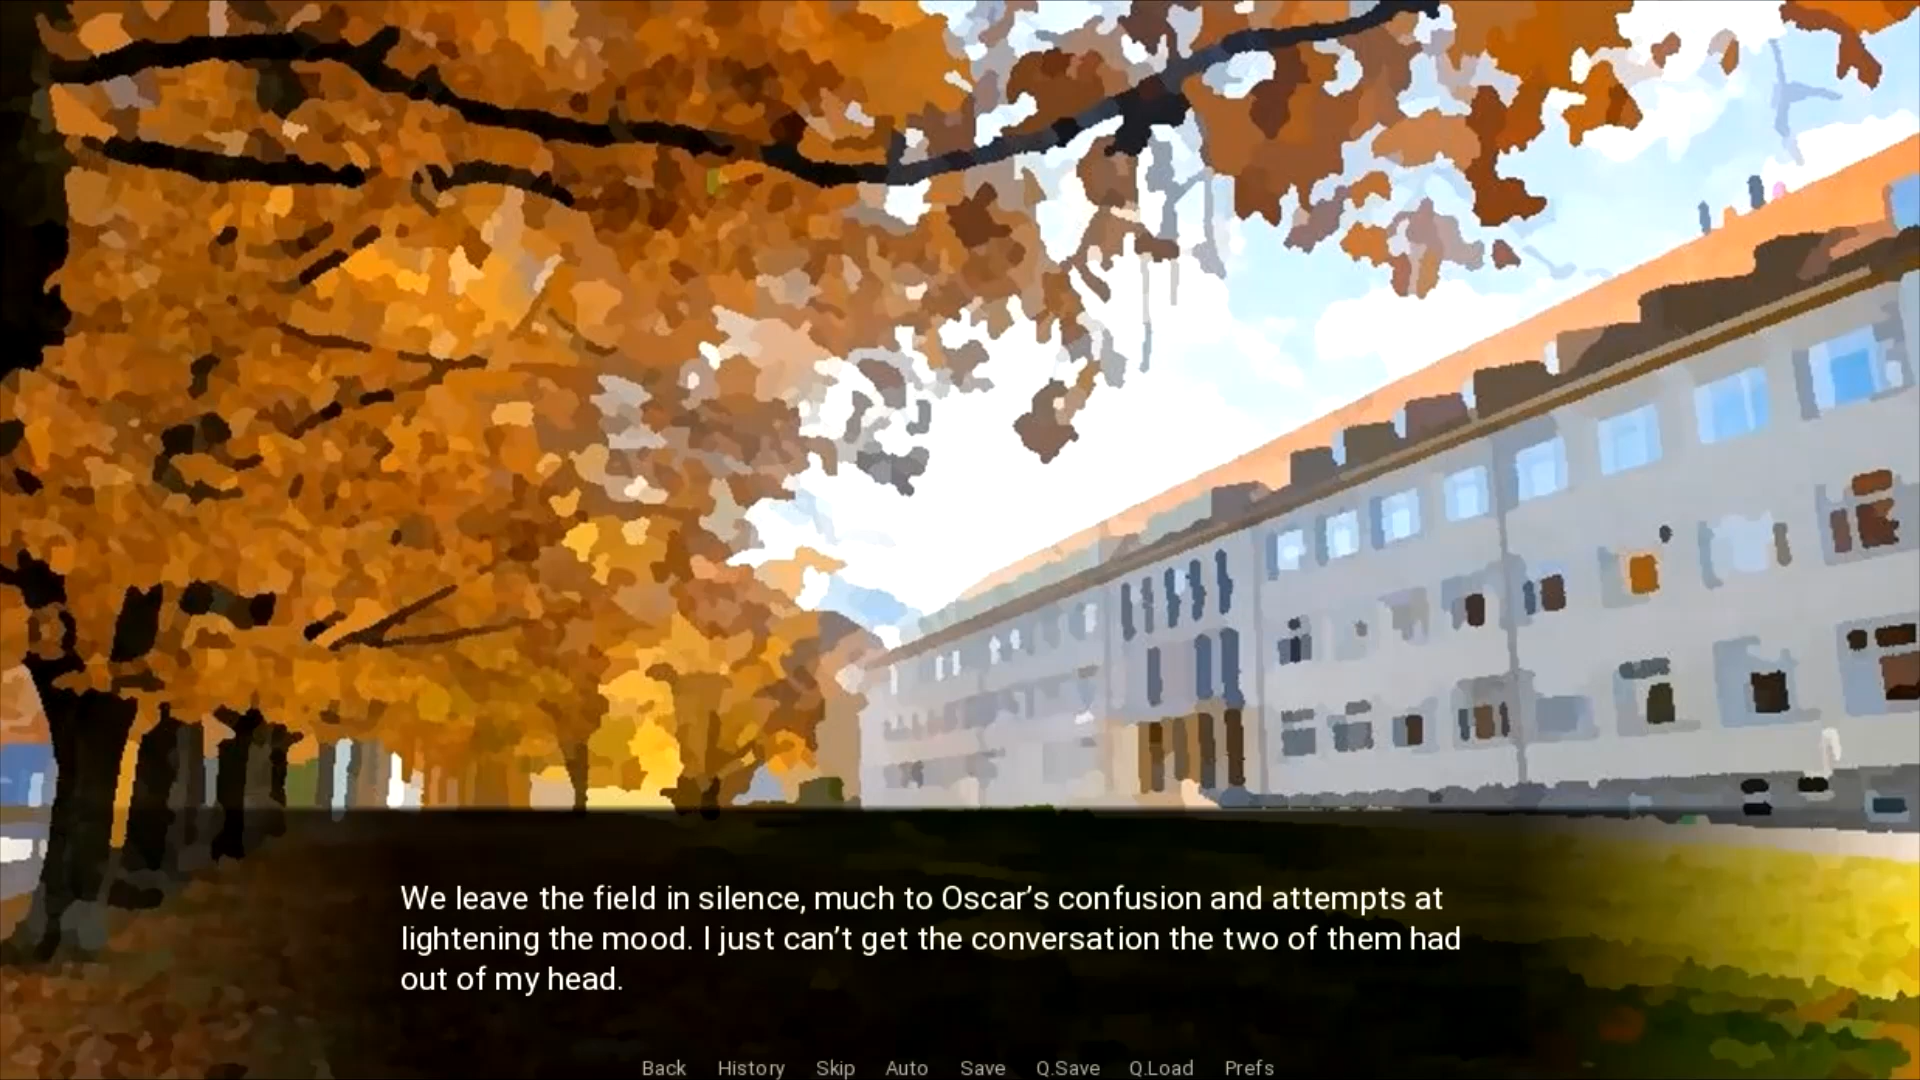 We leave the field in silence, much to Oscar’s confusion and attempts at
lightening the mood. I just can’t get the conversation the two of them had
out of my head.
Back History Skip Auto Save Q.Save Q.Load Prefs